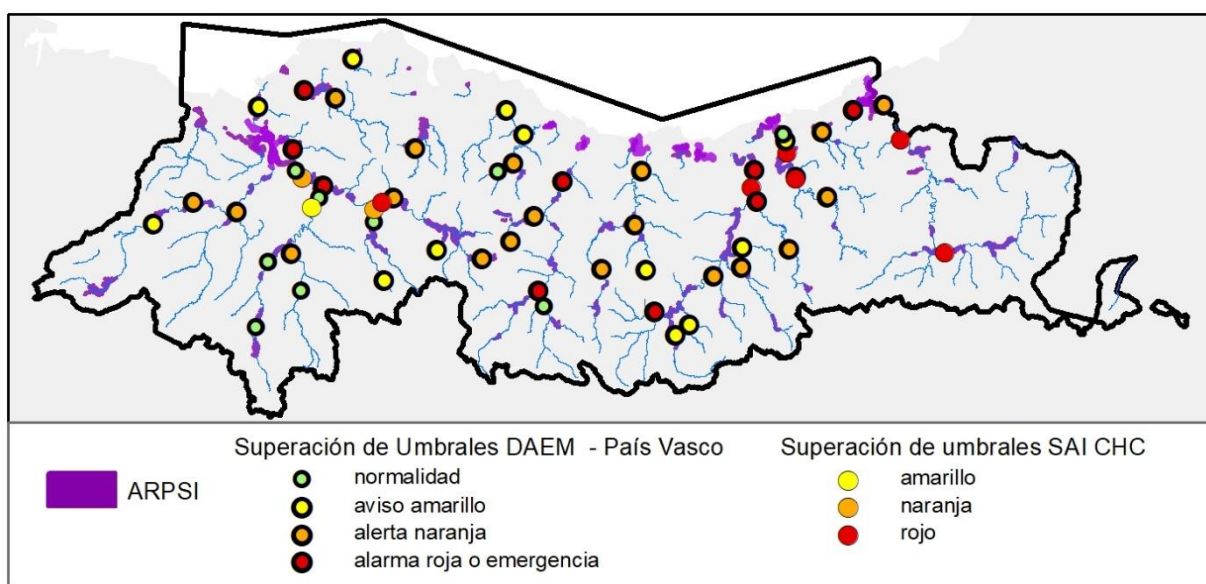 ARPSI
Superación de Umbrales DAEM - País Vasco
normalidad
aviso amarillo
alerta naranja
alarma roja o emergencia
Superación de umbrales SAI CHC
amarillo
naranja
rojo